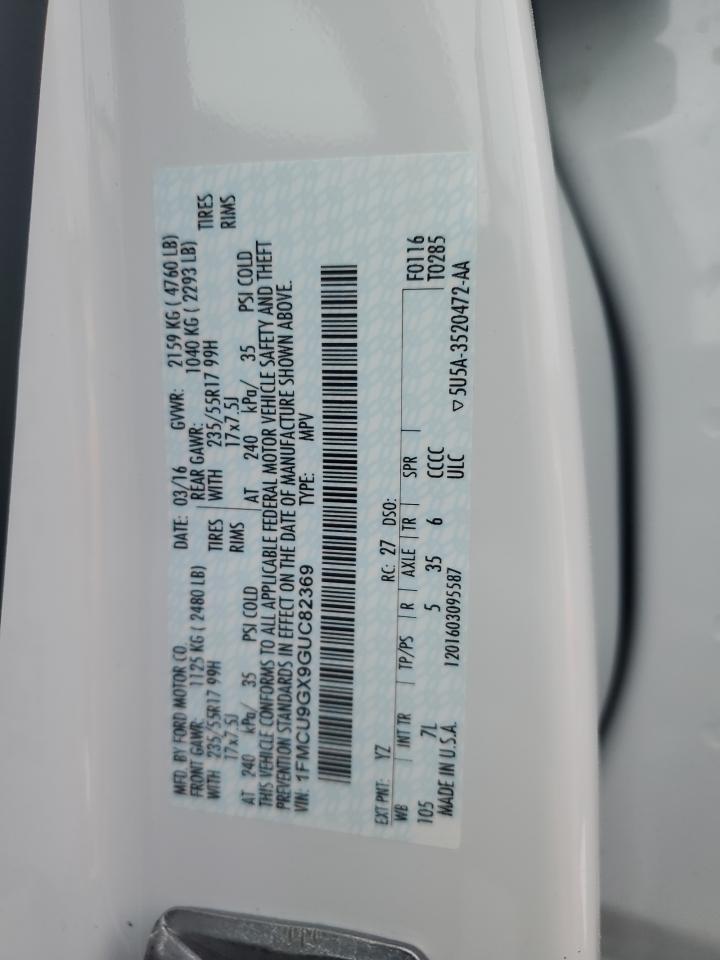 MFD. BY FORD MOTOR CO. DATE: 03/16 GVWR: 2159 KG ( 4760 LB)
FRONT GAWR: 1125 KG ( 2480 LB) REAR GAWR: 1040 KG ( 2293 LB)
WITH 235/55R17 99H TIRES WITH 235/55R17 99H TIRES
17x7.5J RIMS 17x7.5J RIMS
AT 240 kPa/ 35 PSI COLD AT 240 kPa/ 35 PSI COLD
THIS VEHICLE CONFORMS TO ALL APPLICABLE FEDERAL MOTOR VEHICLE SAFETY AND THEFT
PREVENTION STANDARDS IN EFFECT ON THE DATE OF MANUFACTURE SHOWN ABOVE.
VIN: 1FMCU9GX9GUC82369 TYPE: MPV
EXT PNT: YZ RC: 27 DSO:
WB INT TR TP/PS R AXLE TR SPR F0116
105 7L 5 35 6 CCCC T0285
MADE IN U.S.A. ULC
1201603095587 ▽ 5U5A-3520472-AA